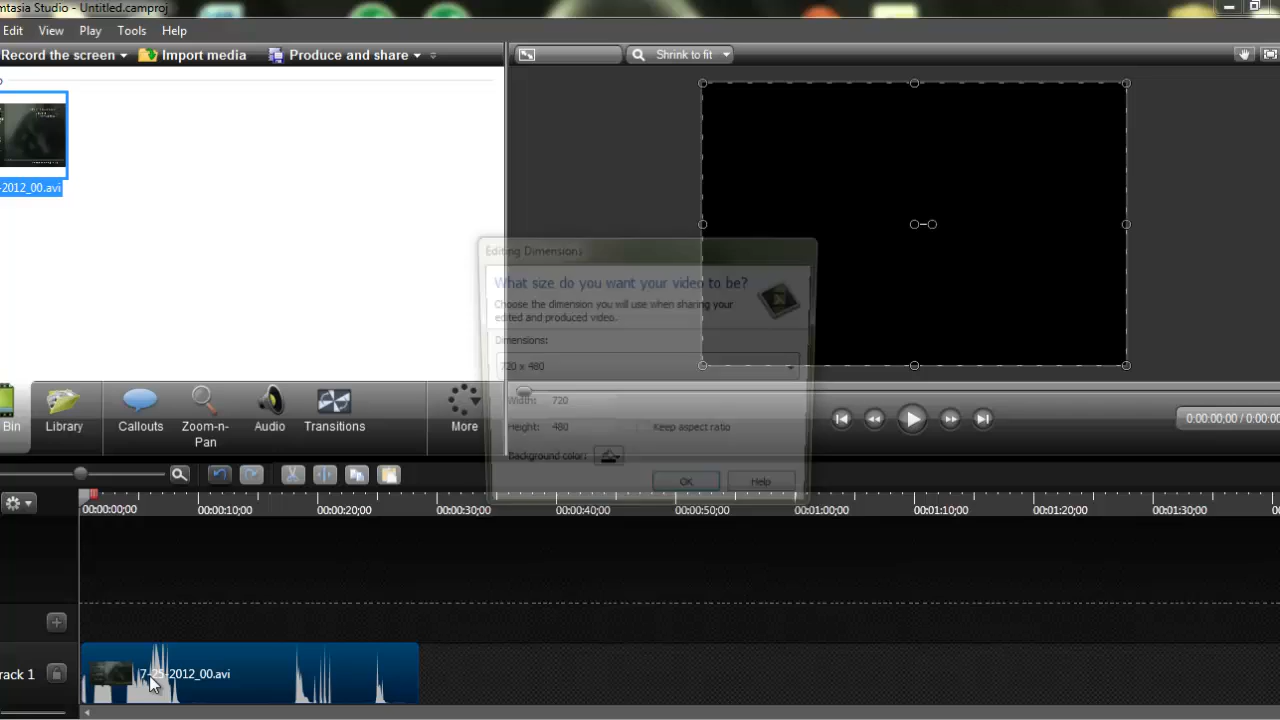 mtasia Studio - Untitled.camproj
Edit View Play Tools Help
Record the screen Import media Produce and share
Shrink to fit
-2012_00.avi
Editing Dimensions
What size do you want your video to be?
Choose the dimension you will use when sharing your
edited and produced video.
Dimensions:
720 x 480
Width: 720
Height: 480 Keep aspect ratio
Background color:
OK Help
Bin Library Callouts Zoom-n-Pan Audio Transitions More
0:00:00;00 / 0:00:00
00:00:00;00 00:00:10;00 00:00:20;00 00:00:30;00 00:00:40;00 00:00:50;00 00:01:00;00 00:01:10;00 00:01:20;00 00:01:30;00
rack 1 7-25-2012_00.avi